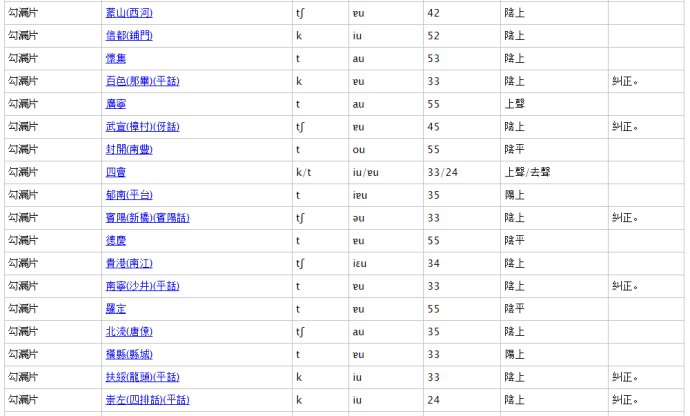 勾漏片 蒙山(西河) tʃ ɐu 42 陰上
勾漏片 信都(鋪門) k iu 52 陰上
勾漏片 懷集 t au 53 陰上
勾漏片 百色(那畢)(平話) k ɐu 33 陰上 糾正。
勾漏片 廣寧 t au 55 上聲
勾漏片 武宣(樟村)(伢話) tʃ ɐu 45 陰上 糾正。
勾漏片 封開(南豐) t ou 55 陰平
勾漏片 四會 k/t iu/ɐu 33/24 上聲/去聲
勾漏片 郁南(平台) t iɐu 35 陽上
勾漏片 賓陽(新橋)(賓陽話) tʃ əu 33 陰上 糾正。
勾漏片 德慶 t ɐu 55 陰平
勾漏片 貴港(南江) tʃ iɛu 34 陰上
勾漏片 南寧(沙井)(平話) t ɐu 33 陰上 糾正。
勾漏片 羅定 t ɐu 55 陰平
勾漏片 北流(唐僚) tʃ au 35 陰上
勾漏片 橫縣(縣城) t ɐu 33 陽上
勾漏片 扶綏(龍頭)(平話) k iu 33 陰上 糾正。
勾漏片 崇左(四排話)(平話) k iu 24 陰上 糾正。